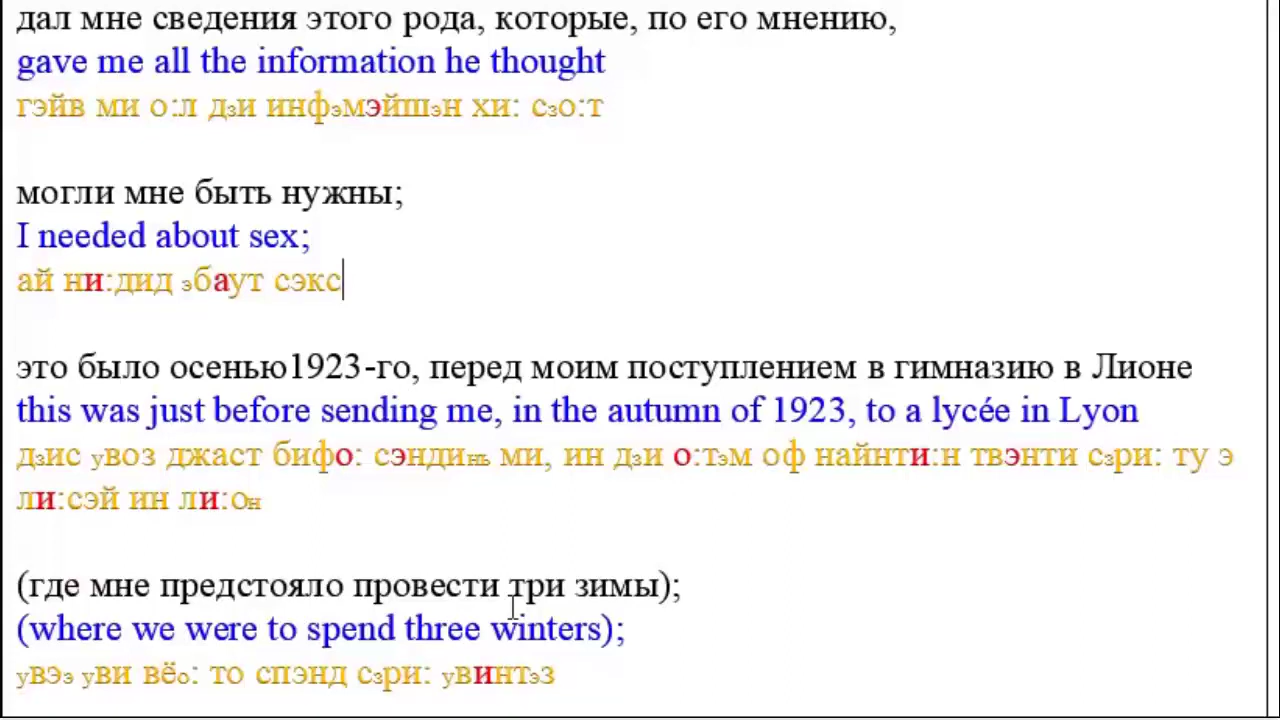 дал мне сведения этого рода, которые, по его мнению,
gave me all the information he thought
гэйв ми о:л дзи инфэмэйшэн хи: сзо:т
могли мне быть нужны;
I needed about sex;
ай ни:дид эбаут сэкс
это было осенью1923-го, перед моим поступлением в гимназию в Лионе
this was just before sending me, in the autumn of 1923, to a lycée in Lyon
дзис увоз джаст бифо: сэндинь ми, ин дзи о:тэм оф найнти:н твэнти сзри: ту э
ли:сэй ин ли:он
(где мне предстояло провести три зимы);
(where we were to spend three winters);
увээ уви вёо: то спэнд сзри: увинтэз